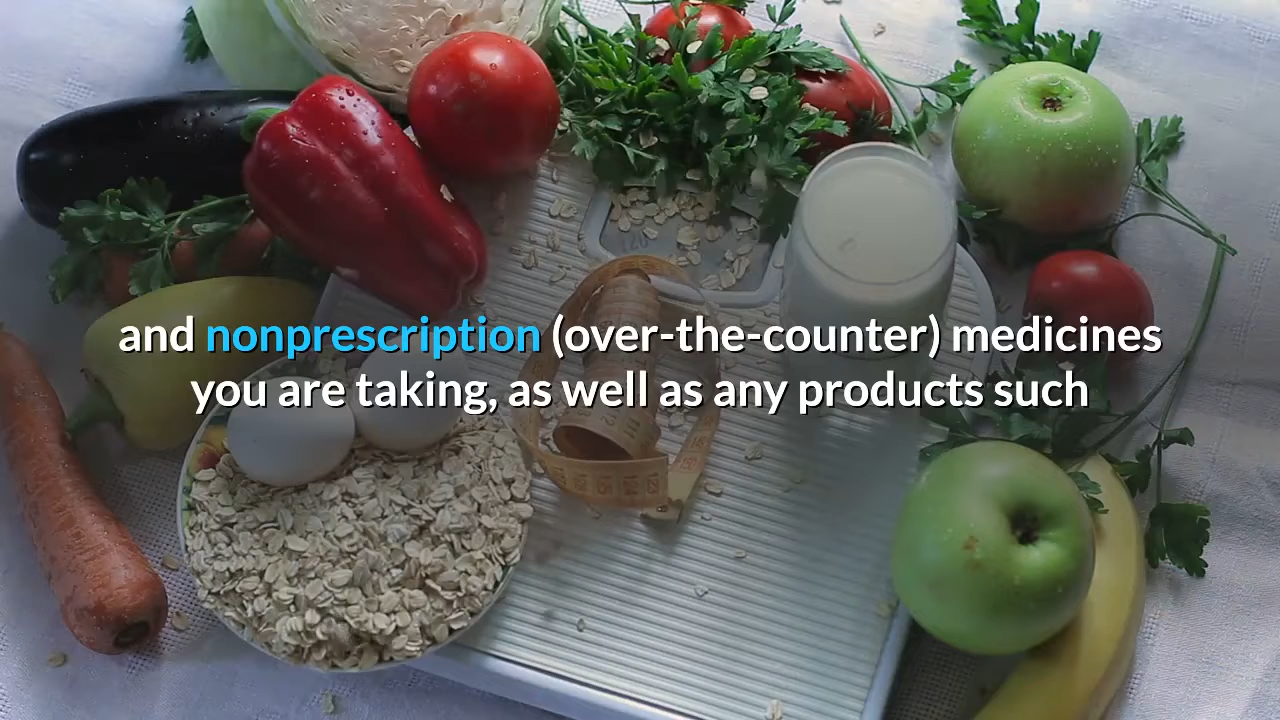 and nonprescription (over-the-counter) medicines
you are taking, as well as any products such